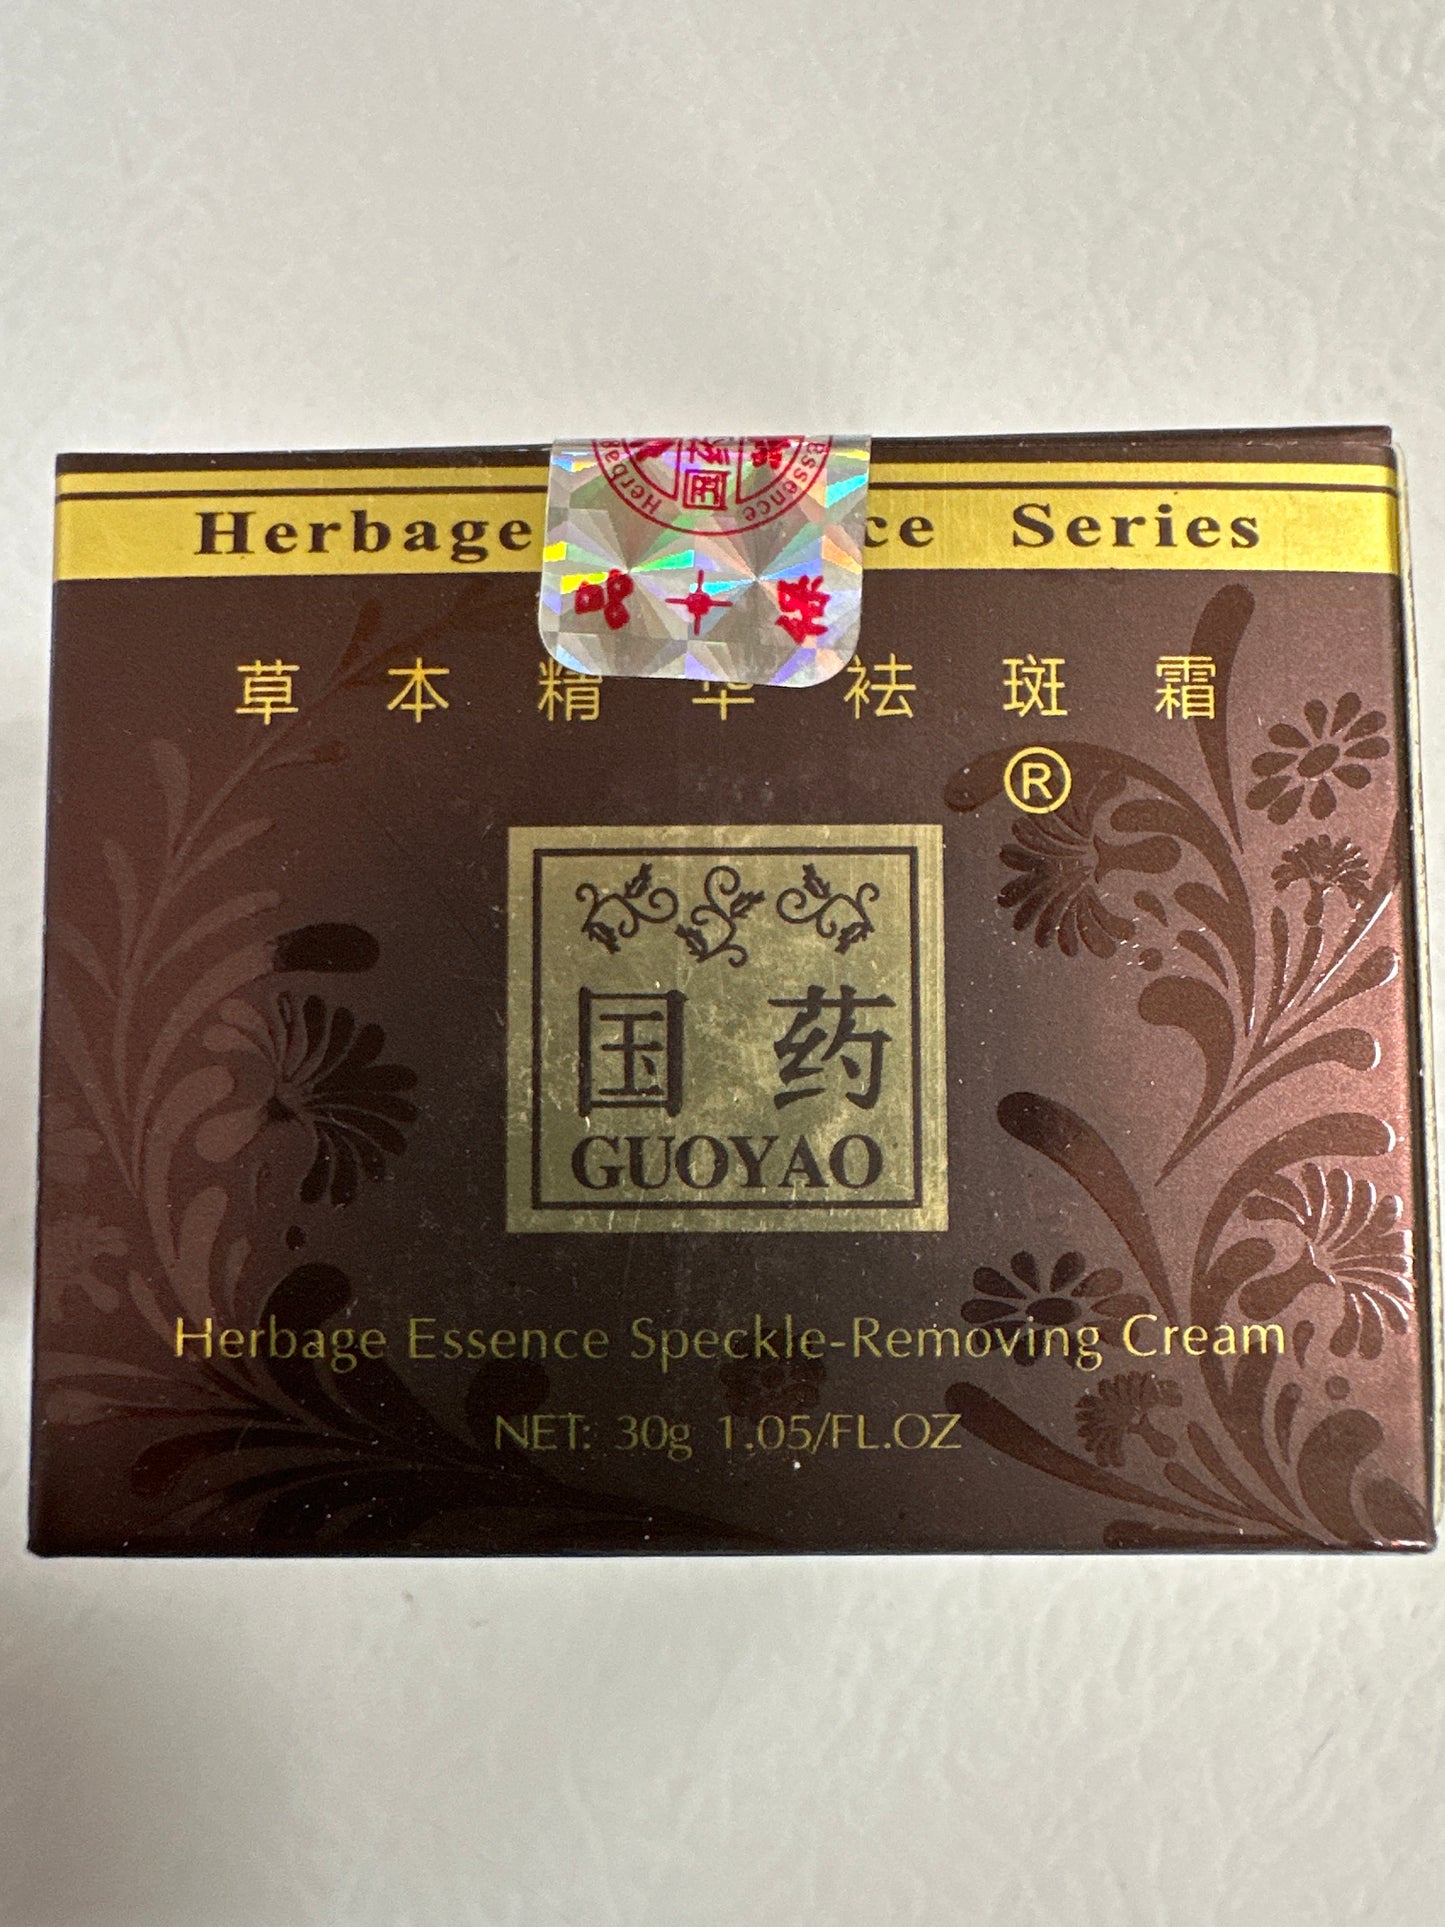 Herbage ce Series
草本精华祛斑霜
®
国药
GUOYAO
Herbage Essence Speckle-Removing Cream
NET: 30g 1.05/FL.OZ